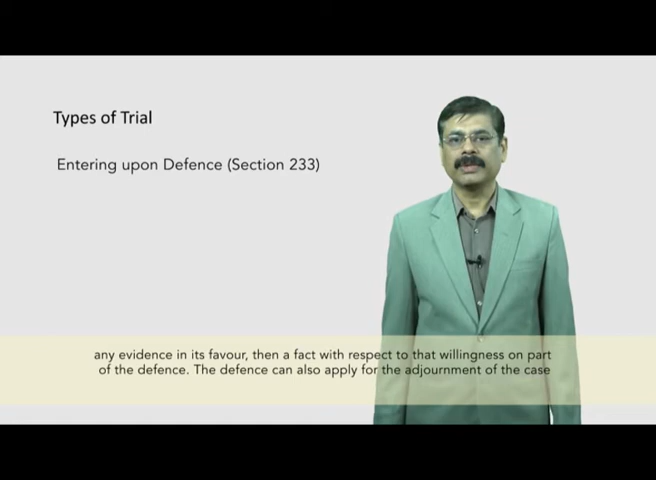 Types of Trial
Entering upon Defence (Section 233)
any evidence in its favour, then a fact with respect to that willingness on part
of the defence. The defence can also apply for the adjournment of the case